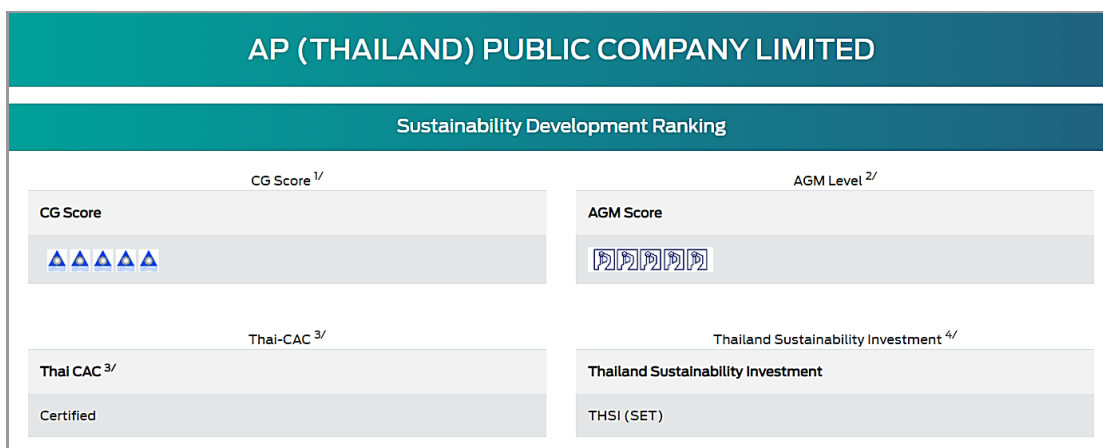 AP (THAILAND) PUBLIC COMPANY LIMITED
Sustainability Development Ranking
CG Score 1/
CG Score
AGM Level 2/
AGM Score
Thai-CAC 3/
Thai CAC 3/
Certified
Thailand Sustainability Investment 4/
Thailand Sustainability Investment
THSI (SET)